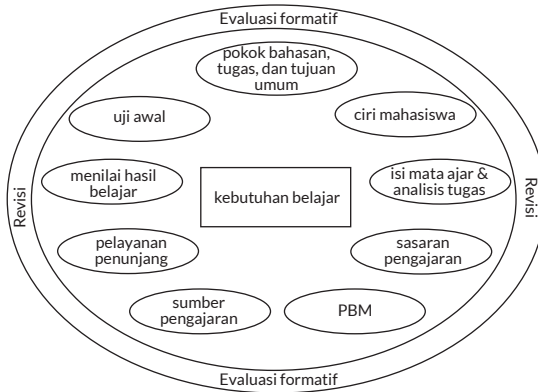 Evaluasi formatif
pokok bahasan,
tugas, dan tujuan
umum
uji awal
ciri mahasiswa
menilai hasil
belajar
kebutuhan belajar
isi mata ajar &
analisis tugas
Revisi
Revisi
pelayanan
penunjang
sasaran
pengajaran
sumber
pengajaran
PBM
Evaluasi formatif